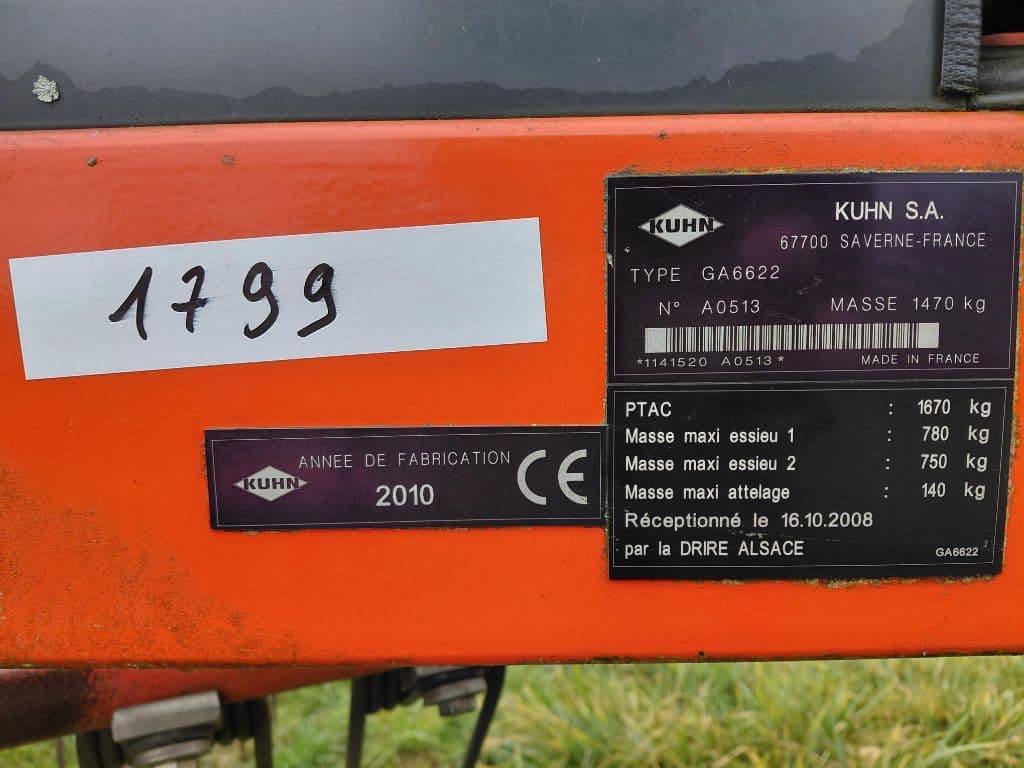 1799
KUHN
KUHN S.A.
67700 SAVERNE-FRANCE
TYPE GA6622
N° A0513 MASSE 1470 kg
*1141520 A0513*
MADE IN FRANCE
KUHN
ANNEE DE FABRICATION
2010
CE
PTAC : 1670 kg
Masse maxi essieu 1 : 780 kg
Masse maxi essieu 2 : 750 kg
Masse maxi attelage : 140 kg
Réceptionné le 16.10.2008
par la DRIRE ALSACE
GA6622